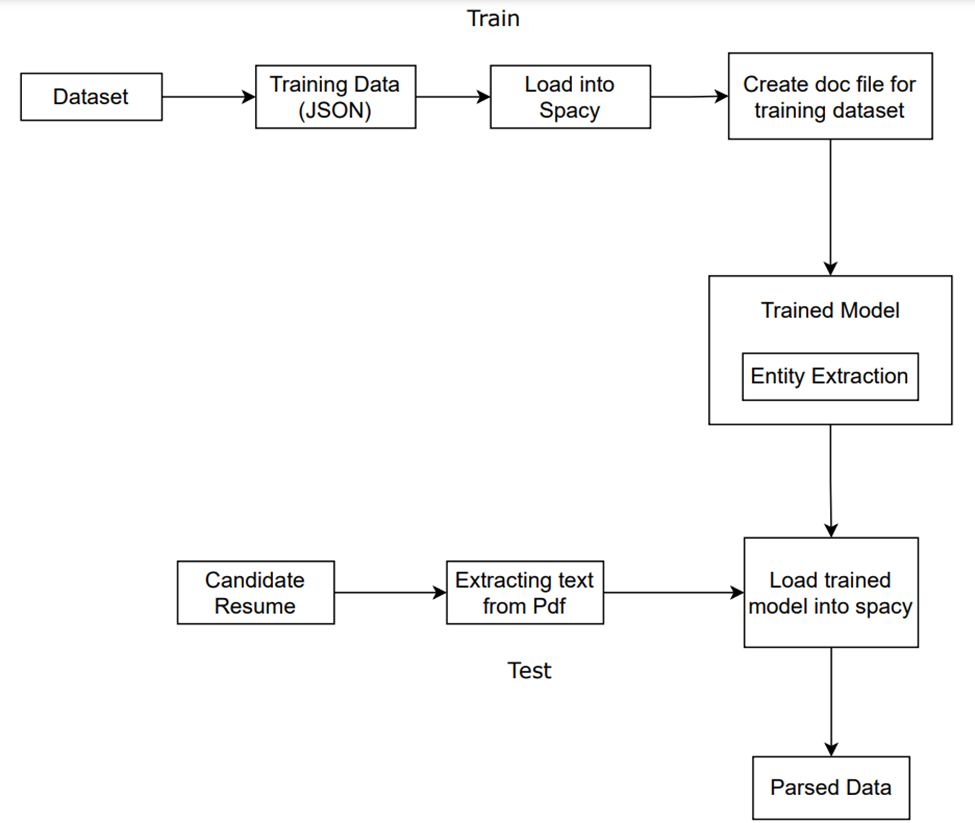 Train
Dataset
Training Data
(JSON)
Load into
Spacy
Create doc file for
training dataset
Trained Model
Entity Extraction
Candidate
Resume
Extracting text
from Pdf
Load trained
model into spacy
Test
Parsed Data